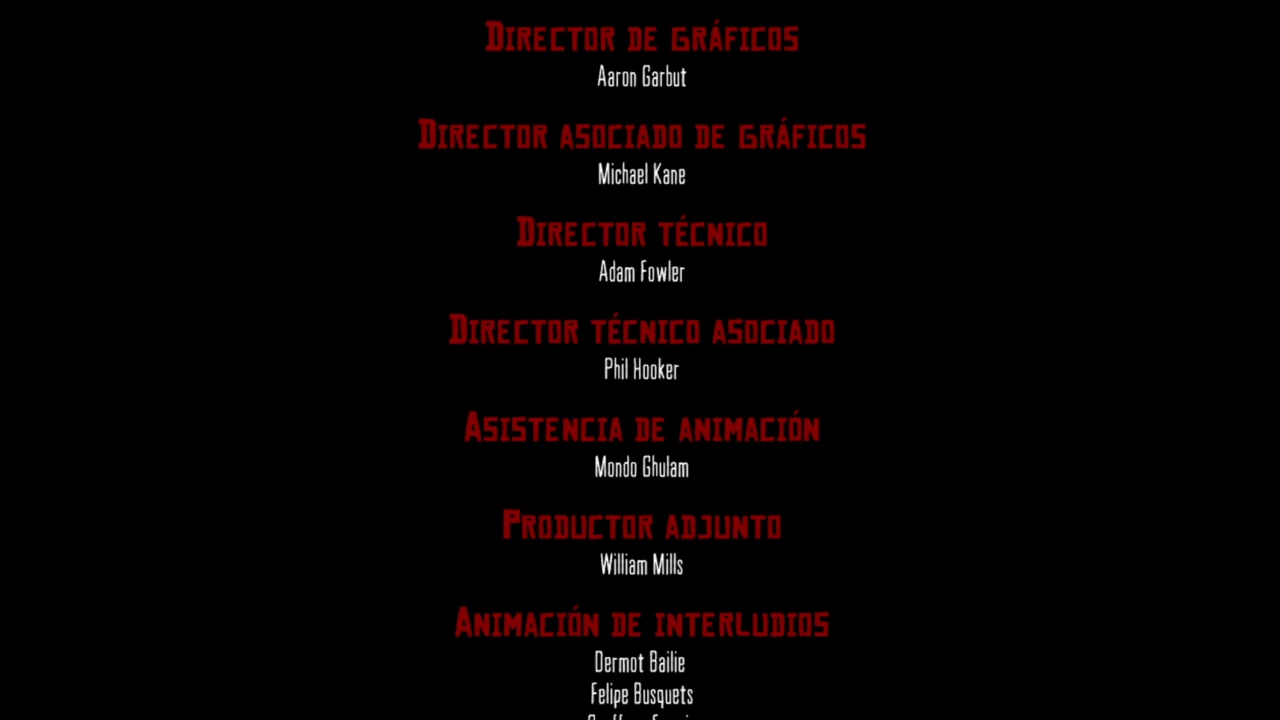 Director de gráficos
Aaron Garbut
Director asociado de gráficos
Michael Kane
Director técnico
Adam Fowler
Director técnico asociado
Phil Hooker
Asistencia de animación
Mondo Ghulam
Productor adjunto
William Mills
Animación de interludios
Dermot Bailie
Felipe Busquets